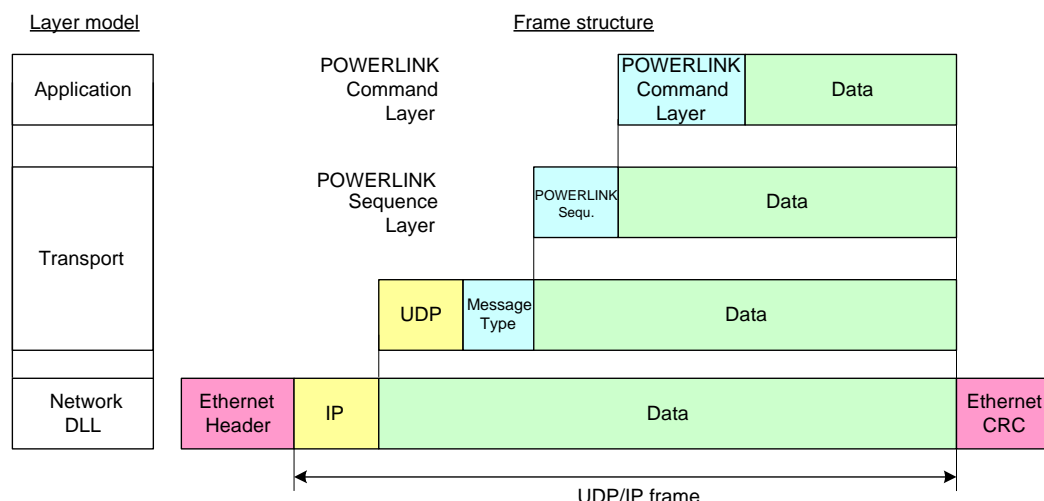 Layer model
Frame structure
Application
POWERLINK
Command
Layer
POWERLINK
Command
Layer
Data
POWERLINK
Sequence
Layer
POWERLINK
Sequ.
Data
Transport
UDP
Message
Type
Data
Network
DLL
Ethernet
Header
IP
Data
Ethernet
CRC
UDP/IP frame